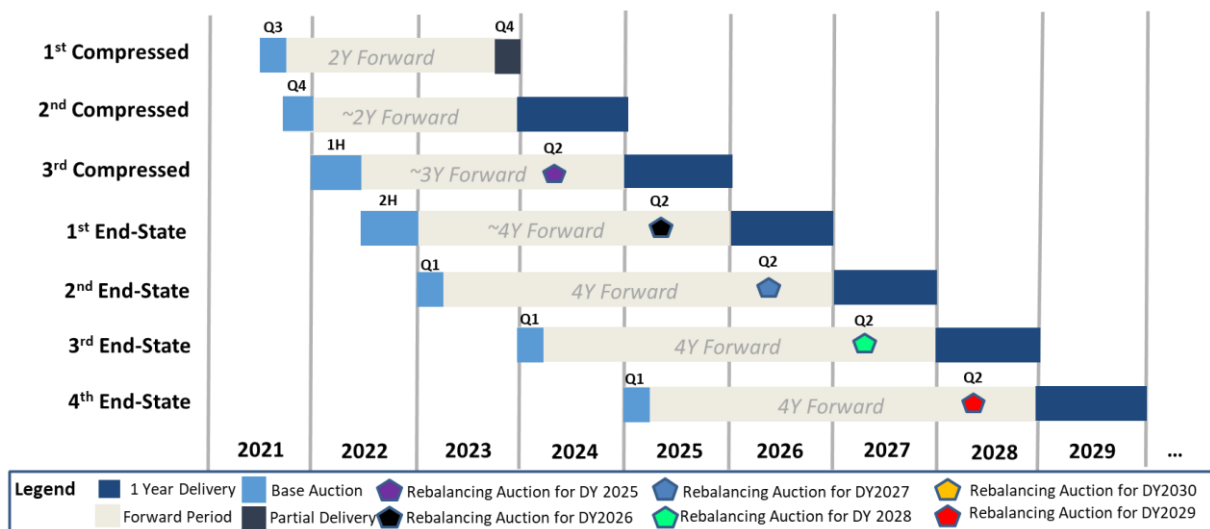 Q3
Q4
1st Compressed
2Y Forward
Q4
2nd Compressed
~2Y Forward
1H
Q2
3rd Compressed
~3Y Forward
2H
Q2
1st End-State
~4Y Forward
Q1
Q2
2nd End-State
4Y Forward
Q1
Q2
3rd End-State
4Y Forward
Q1
Q2
4th End-State
4Y Forward
2021 2022 2023 2024 2025 2026 2027 2028 2029 ...
Legend 1 Year Delivery Base Auction Rebalancing Auction for DY 2025 Rebalancing Auction for DY2027 Rebalancing Auction for DY2030
Forward Period Partial Delivery Rebalancing Auction for DY2026 Rebalancing Auction for DY 2028 Rebalancing Auction for DY2029